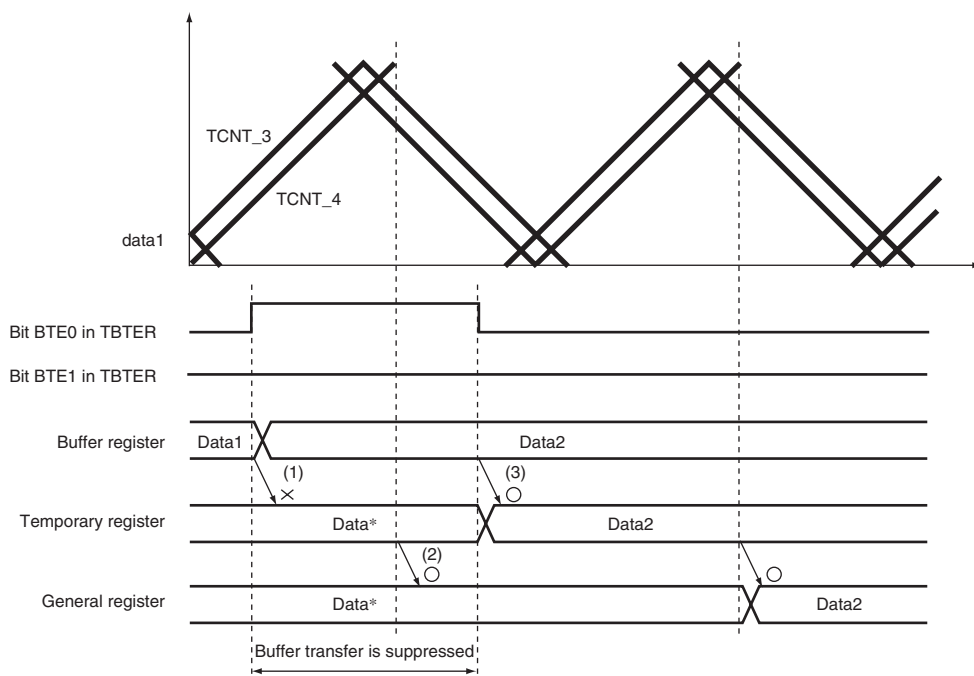 TCNT_3
TCNT_4
data1
Bit BTE0 in TBTER
Bit BTE1 in TBTER
Buffer register
Data1
Data2
(1)
(3)
Temporary register
Data*
Data2
(2)
General register
Data*
Data2
Buffer transfer is suppressed